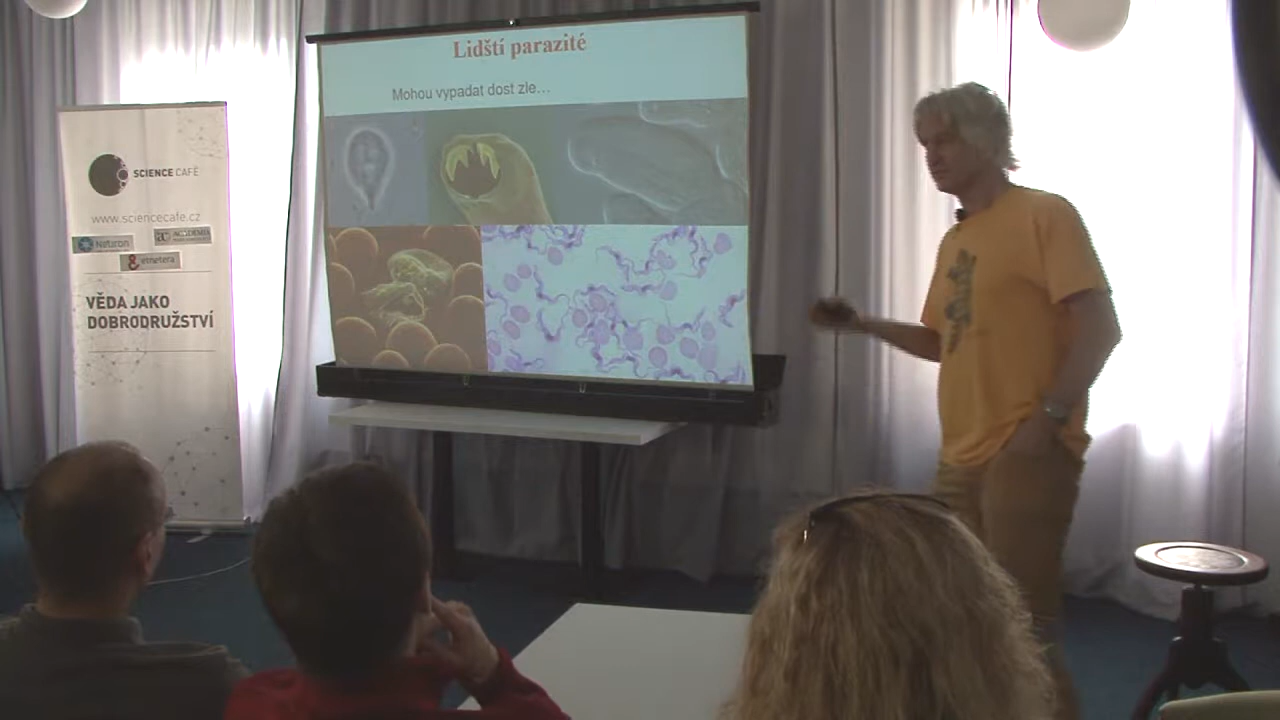 Lidští parazité
Mohou vypadat dost zle…
SCIENCE CAFÉ
www.sciencecafe.cz
Neuron
ACADEMIA
etnetera
VĚDA JAKO
DOBRODRUŽSTVÍ